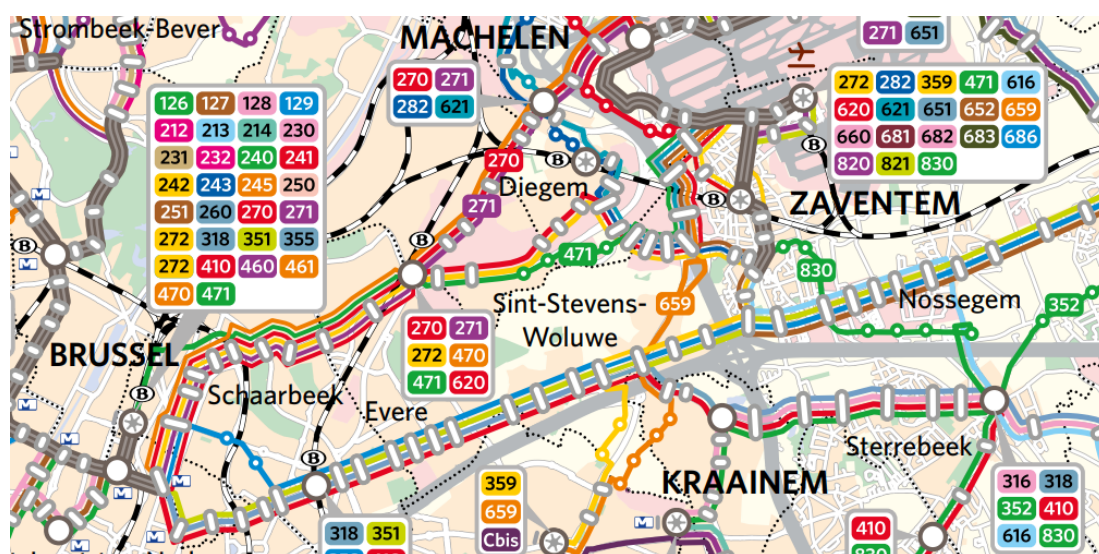 Strombeek-Bever
MACHELEN
271 651
270 271
282 621
126 127 128 129
212 213 214 230
231 232 240 241
242 243 245 250
251 260 270 271
272 318 351 355
272 410 460 461
470 471
272 282 359 471 616
620 621 651 652 659
660 681 682 683 686
820 821 830
B
270
Diegem
271
B
B
ZAVENTEM
B
B
M
M
471
830
Sint-Stevens-
Woluwe
659
Nossegem
352
270 271
272 470
471 620
BRUSSEL
M
Schaarbeek
B
Evere
M
M
B
Sterrebeek
KRAAINEM
359
659
Cbis
316 318
352 410
616 830
M
M
M
318 351
410
830
M